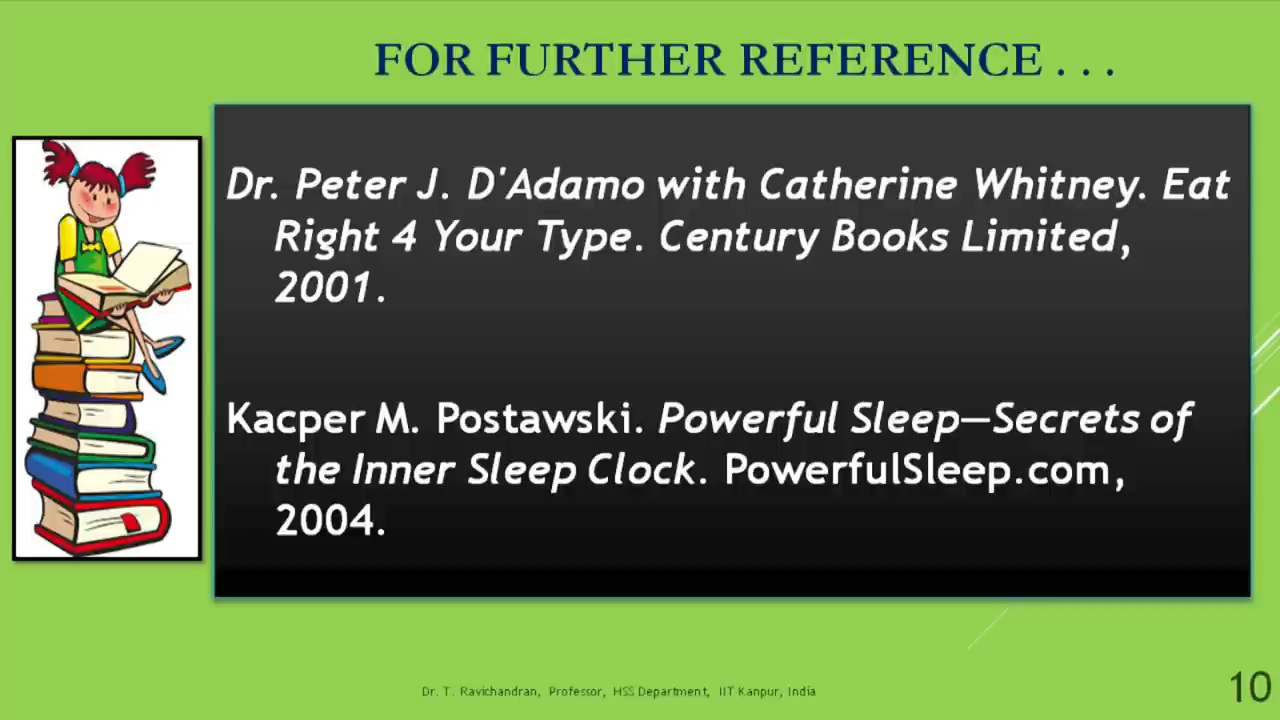 FOR FURTHER REFERENCE . . .
Dr. Peter J. D'Adamo with Catherine Whitney. Eat
Right 4 Your Type. Century Books Limited,
2001.
Kacper M. Postawski. Powerful Sleep—Secrets of
the Inner Sleep Clock. PowerfulSleep.com,
2004.
Dr. T. Ravichandran, Professor, HSS Department, IIT Kanpur, India
10